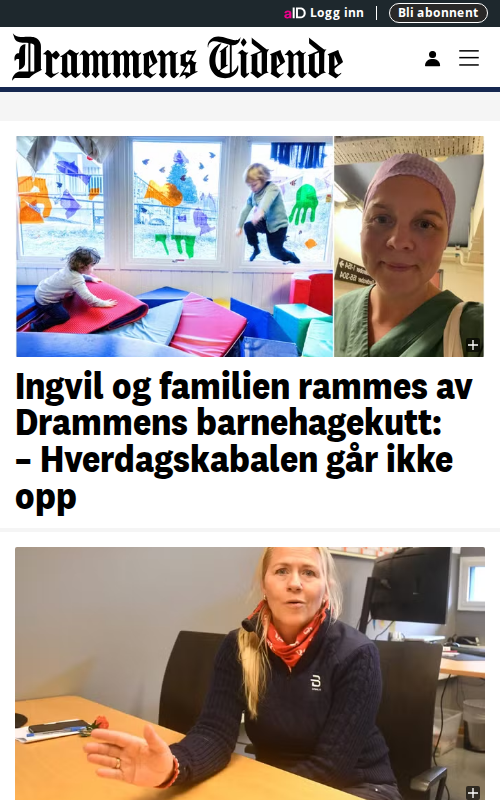 aID Logg inn
Bli abonnent
Drammens Tidende
Ingvil og familien rammes av
Drammens barnehagekutt:
– Hverdagskabalen går ikke
opp